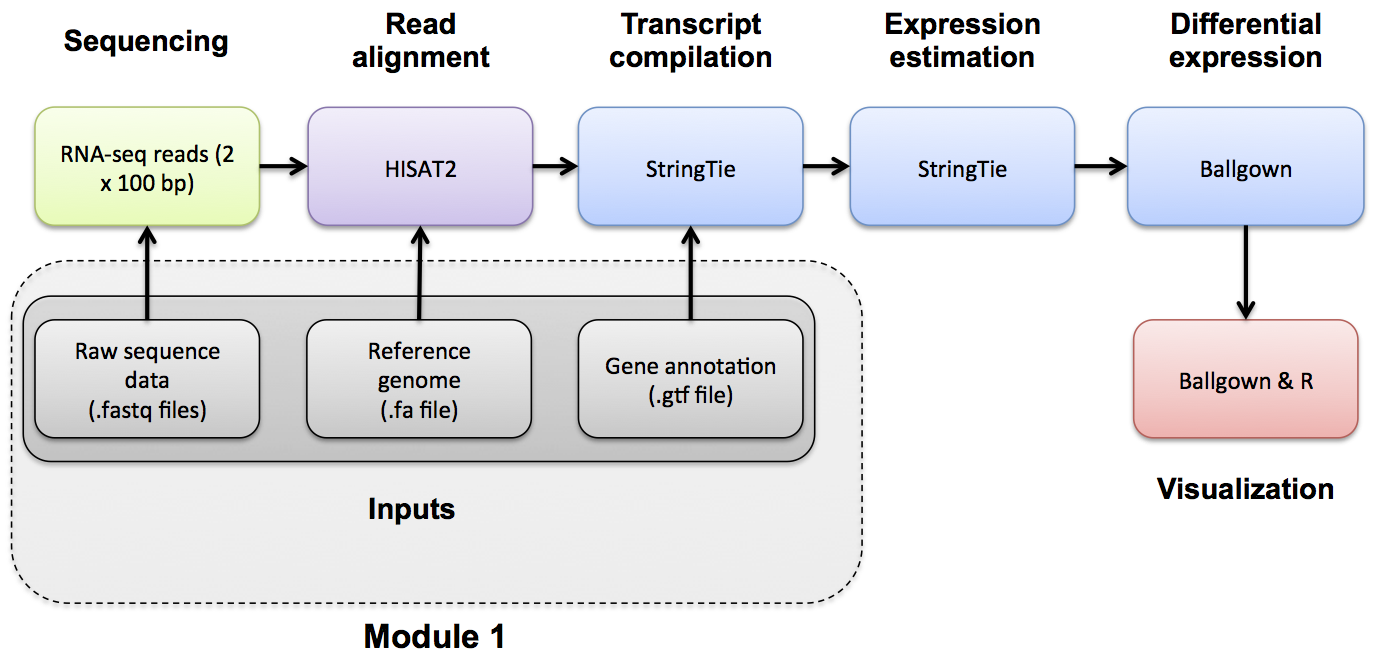 Sequencing
Read
alignment
Transcript
compilation
Expression
estimation
Differential
expression
RNA-seq reads (2
x 100 bp)
HISAT2
StringTie
StringTie
Ballgown
Raw sequence
data
(.fastq files)
Reference
genome
(.fa file)
Gene annotation
(.gtf file)
Ballgown & R
Inputs
Visualization
Module 1